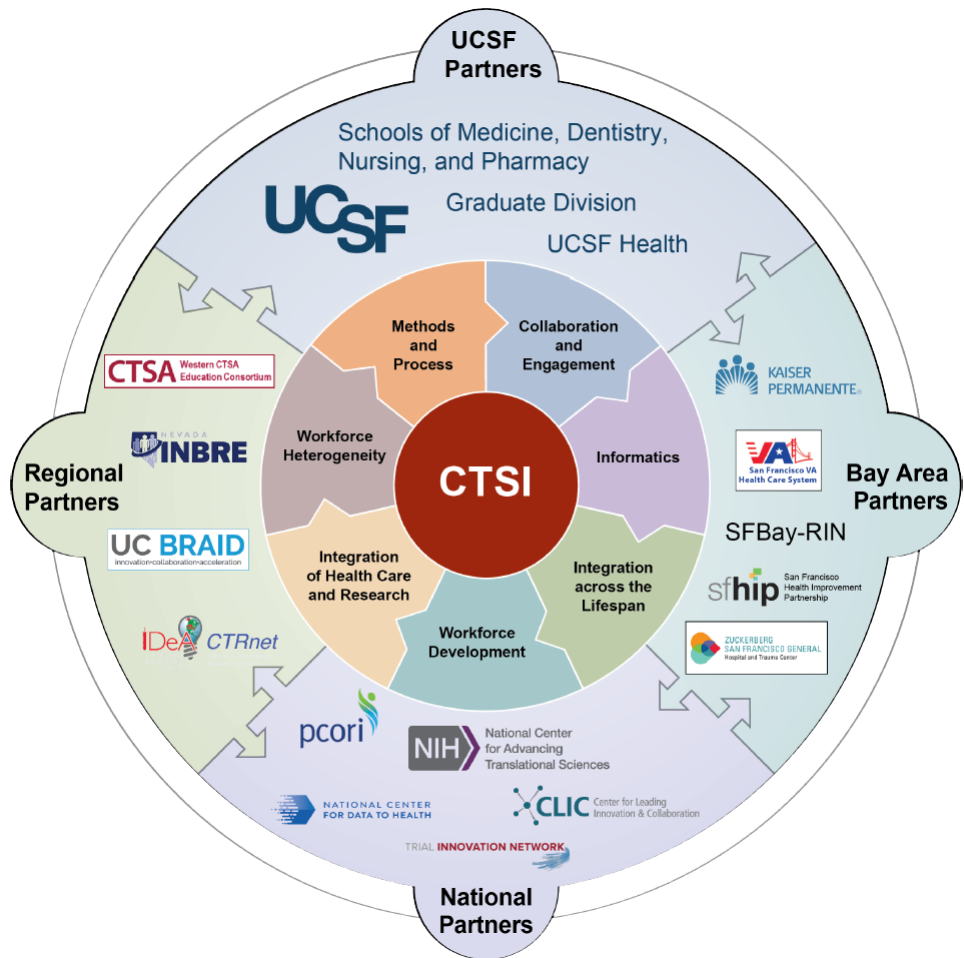 UCSF
Partners
Schools of Medicine, Dentistry,
Nursing, and Pharmacy
UCSF
Graduate Division
UCSF Health
Methods
and
Process
Collaboration
and
Engagement
Workforce
Heterogeneity
CTSI
Informatics
Integration
of Health Care
and Research
Integration
across the
Lifespan
Workforce
Development
Regional
Partners
CTSA Western CTSA
Education Consortium
NEVADA
INBRE
UC BRAID
innovation•collaboration•acceleration
IDeA CTRnet
Bay Area
Partners
KAISER
PERMANENTE®
VA
San Francisco VA
Health Care System
SFBay-RIN
sfhip San Francisco
Health Improvement
Partnership
ZUCKERBERG
SAN FRANCISCO GENERAL
Hospital and Trauma Center
pcori
NIH National Center
for Advancing
Translational Sciences
NATIONAL CENTER
FOR DATA TO HEALTH
CLIC Center for Leading
Innovation & Collaboration
TRIAL INNOVATION NETWORK
National
Partners